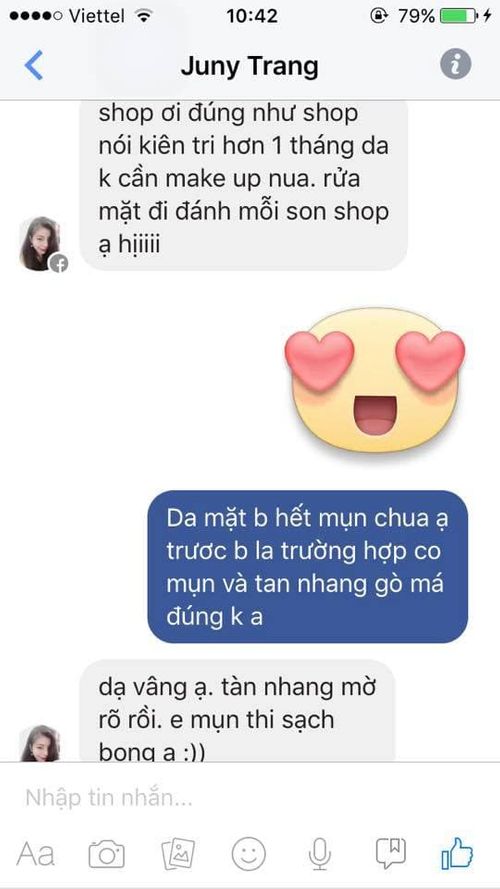 Viettel 10:42 79%
Juny Trang
shop ơi đúng như shop
nói kiên tri hơn 1 tháng da
k cần make up nua. rửa
mặt đi đánh mỗi son shop
ạ hịiiii
Da mặt b hết mụn chua ạ
trươc b la trường hợp co
mụn và tan nhang gò má
đúng k a
dạ vâng ạ. tàn nhang mờ
rõ rồi. e mụn thi sạch
bong ạ :))
Nhập tin nhắn...
Aa